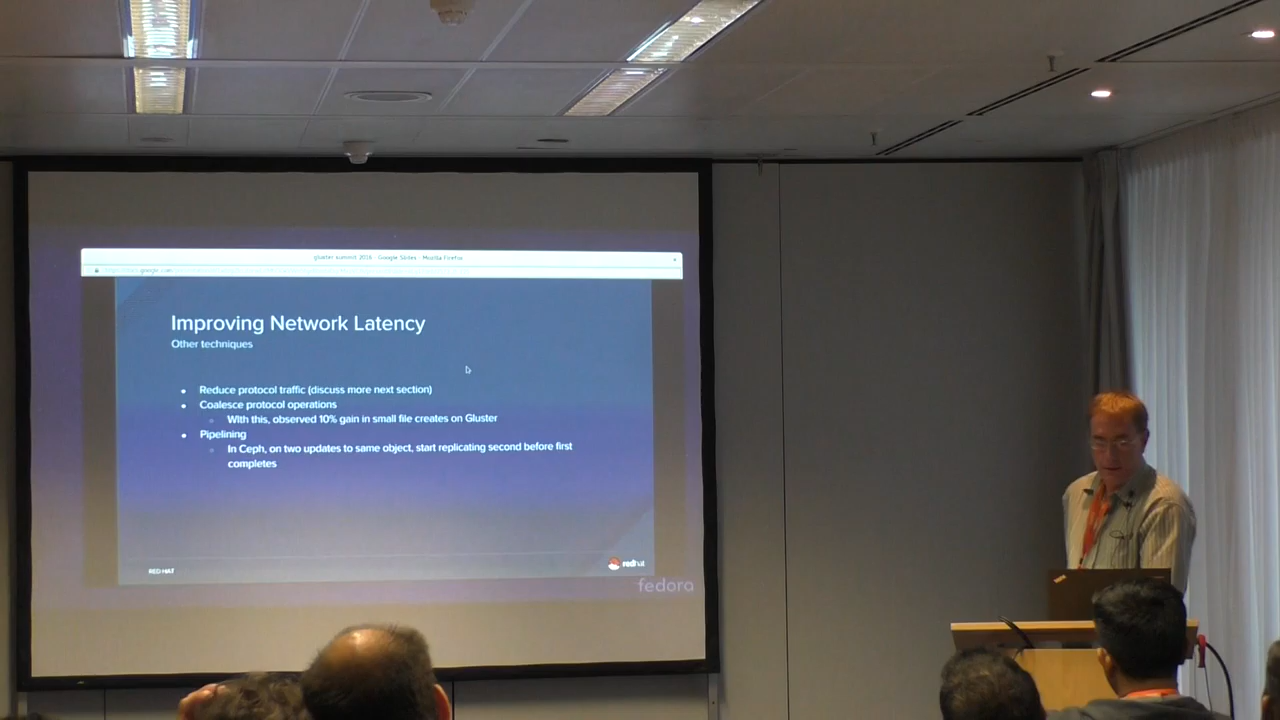 gluster summit 2016 - Google Slides - Mozilla Firefox
Improving Network Latency
Other techniques
Reduce protocol traffic (discuss more next section)
Coalesce protocol operations
With this, observed 10% gain in small file creates on Gluster
Pipelining
In Ceph, on two updates to same object, start replicating second before first
completes
RED HAT
redhat
fedora